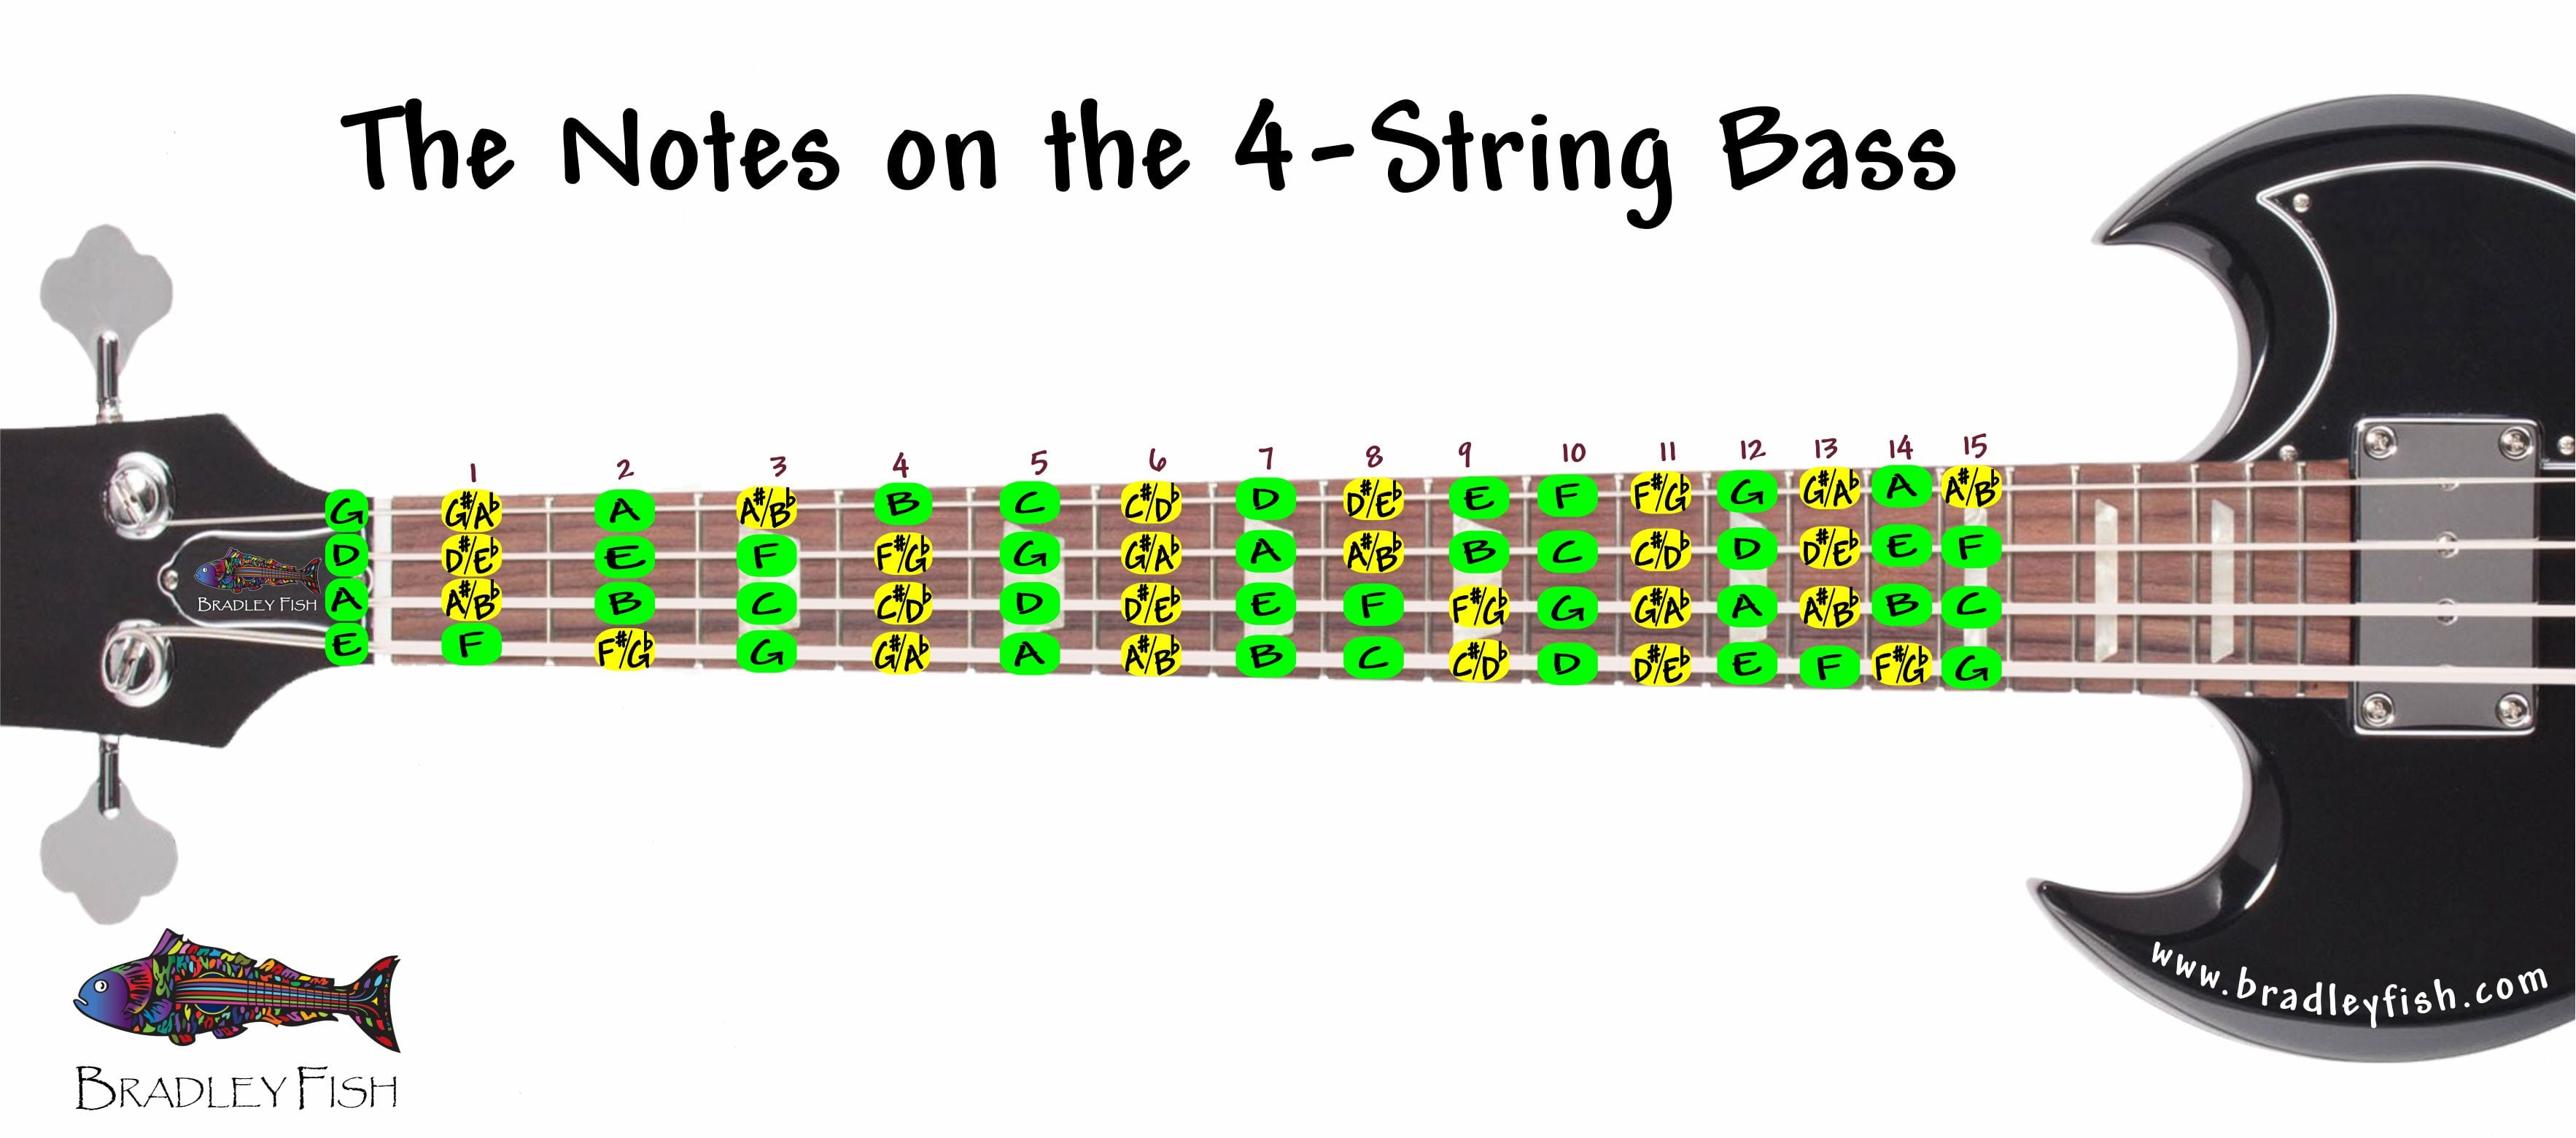 The Notes on the 4-String Bass
1 2 3 4 5 6 7 8 9 10 11 12 13 14 15
G G#/A♭ A A#/B♭ B C C#/D♭ D D#/E♭ E F F#/G♭ G G#/A♭ A A#/B♭
D D#/E♭ E F F#/G♭ G G#/A♭ A A#/B♭ B C C#/D♭ D D#/E♭ E F
A A#/B♭ B C C#/D♭ D D#/E♭ E F F#/G♭ G G#/A♭ A A#/B♭ B C
E F F#/G♭ G G#/A♭ A A#/B♭ B C C#/D♭ D D#/E♭ E F F#/G♭ G
BRADLEY FISH
www.bradleyfish.com
BRADLEY FISH